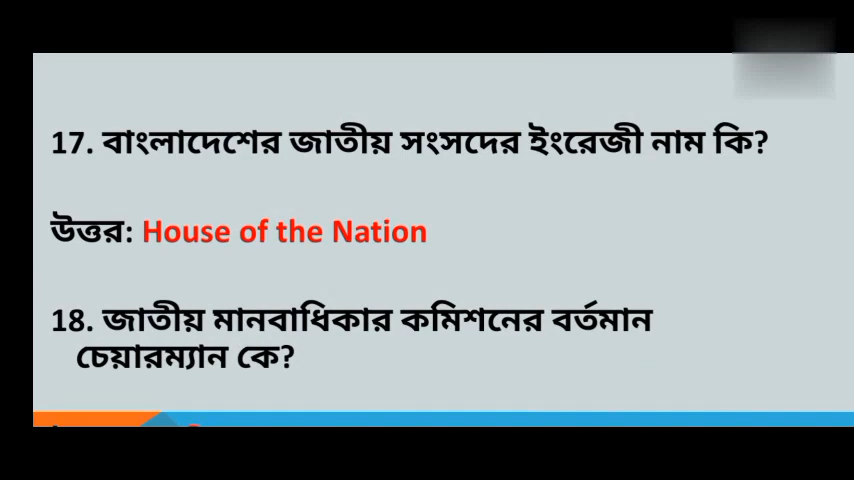 17. বাংলাদেশের জাতীয় সংসদের ইংরেজী নাম কি?
উত্তর: House of the Nation
18. জাতীয় মানবাধিকার কমিশনের বর্তমান
চেয়ারম্যান কে?